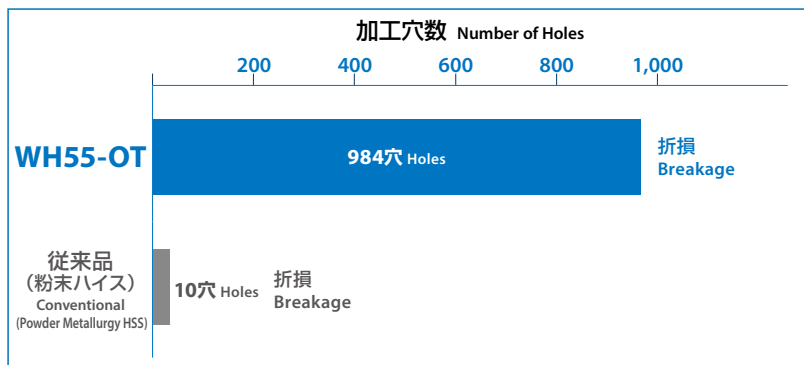 加工穴数 Number of Holes
200 400 600 800 1,000
WH55-OT
984穴 Holes
折損
Breakage
従来品
（粉末ハイス）
Conventional
(Powder Metallurgy HSS)
10穴 Holes
折損
Breakage